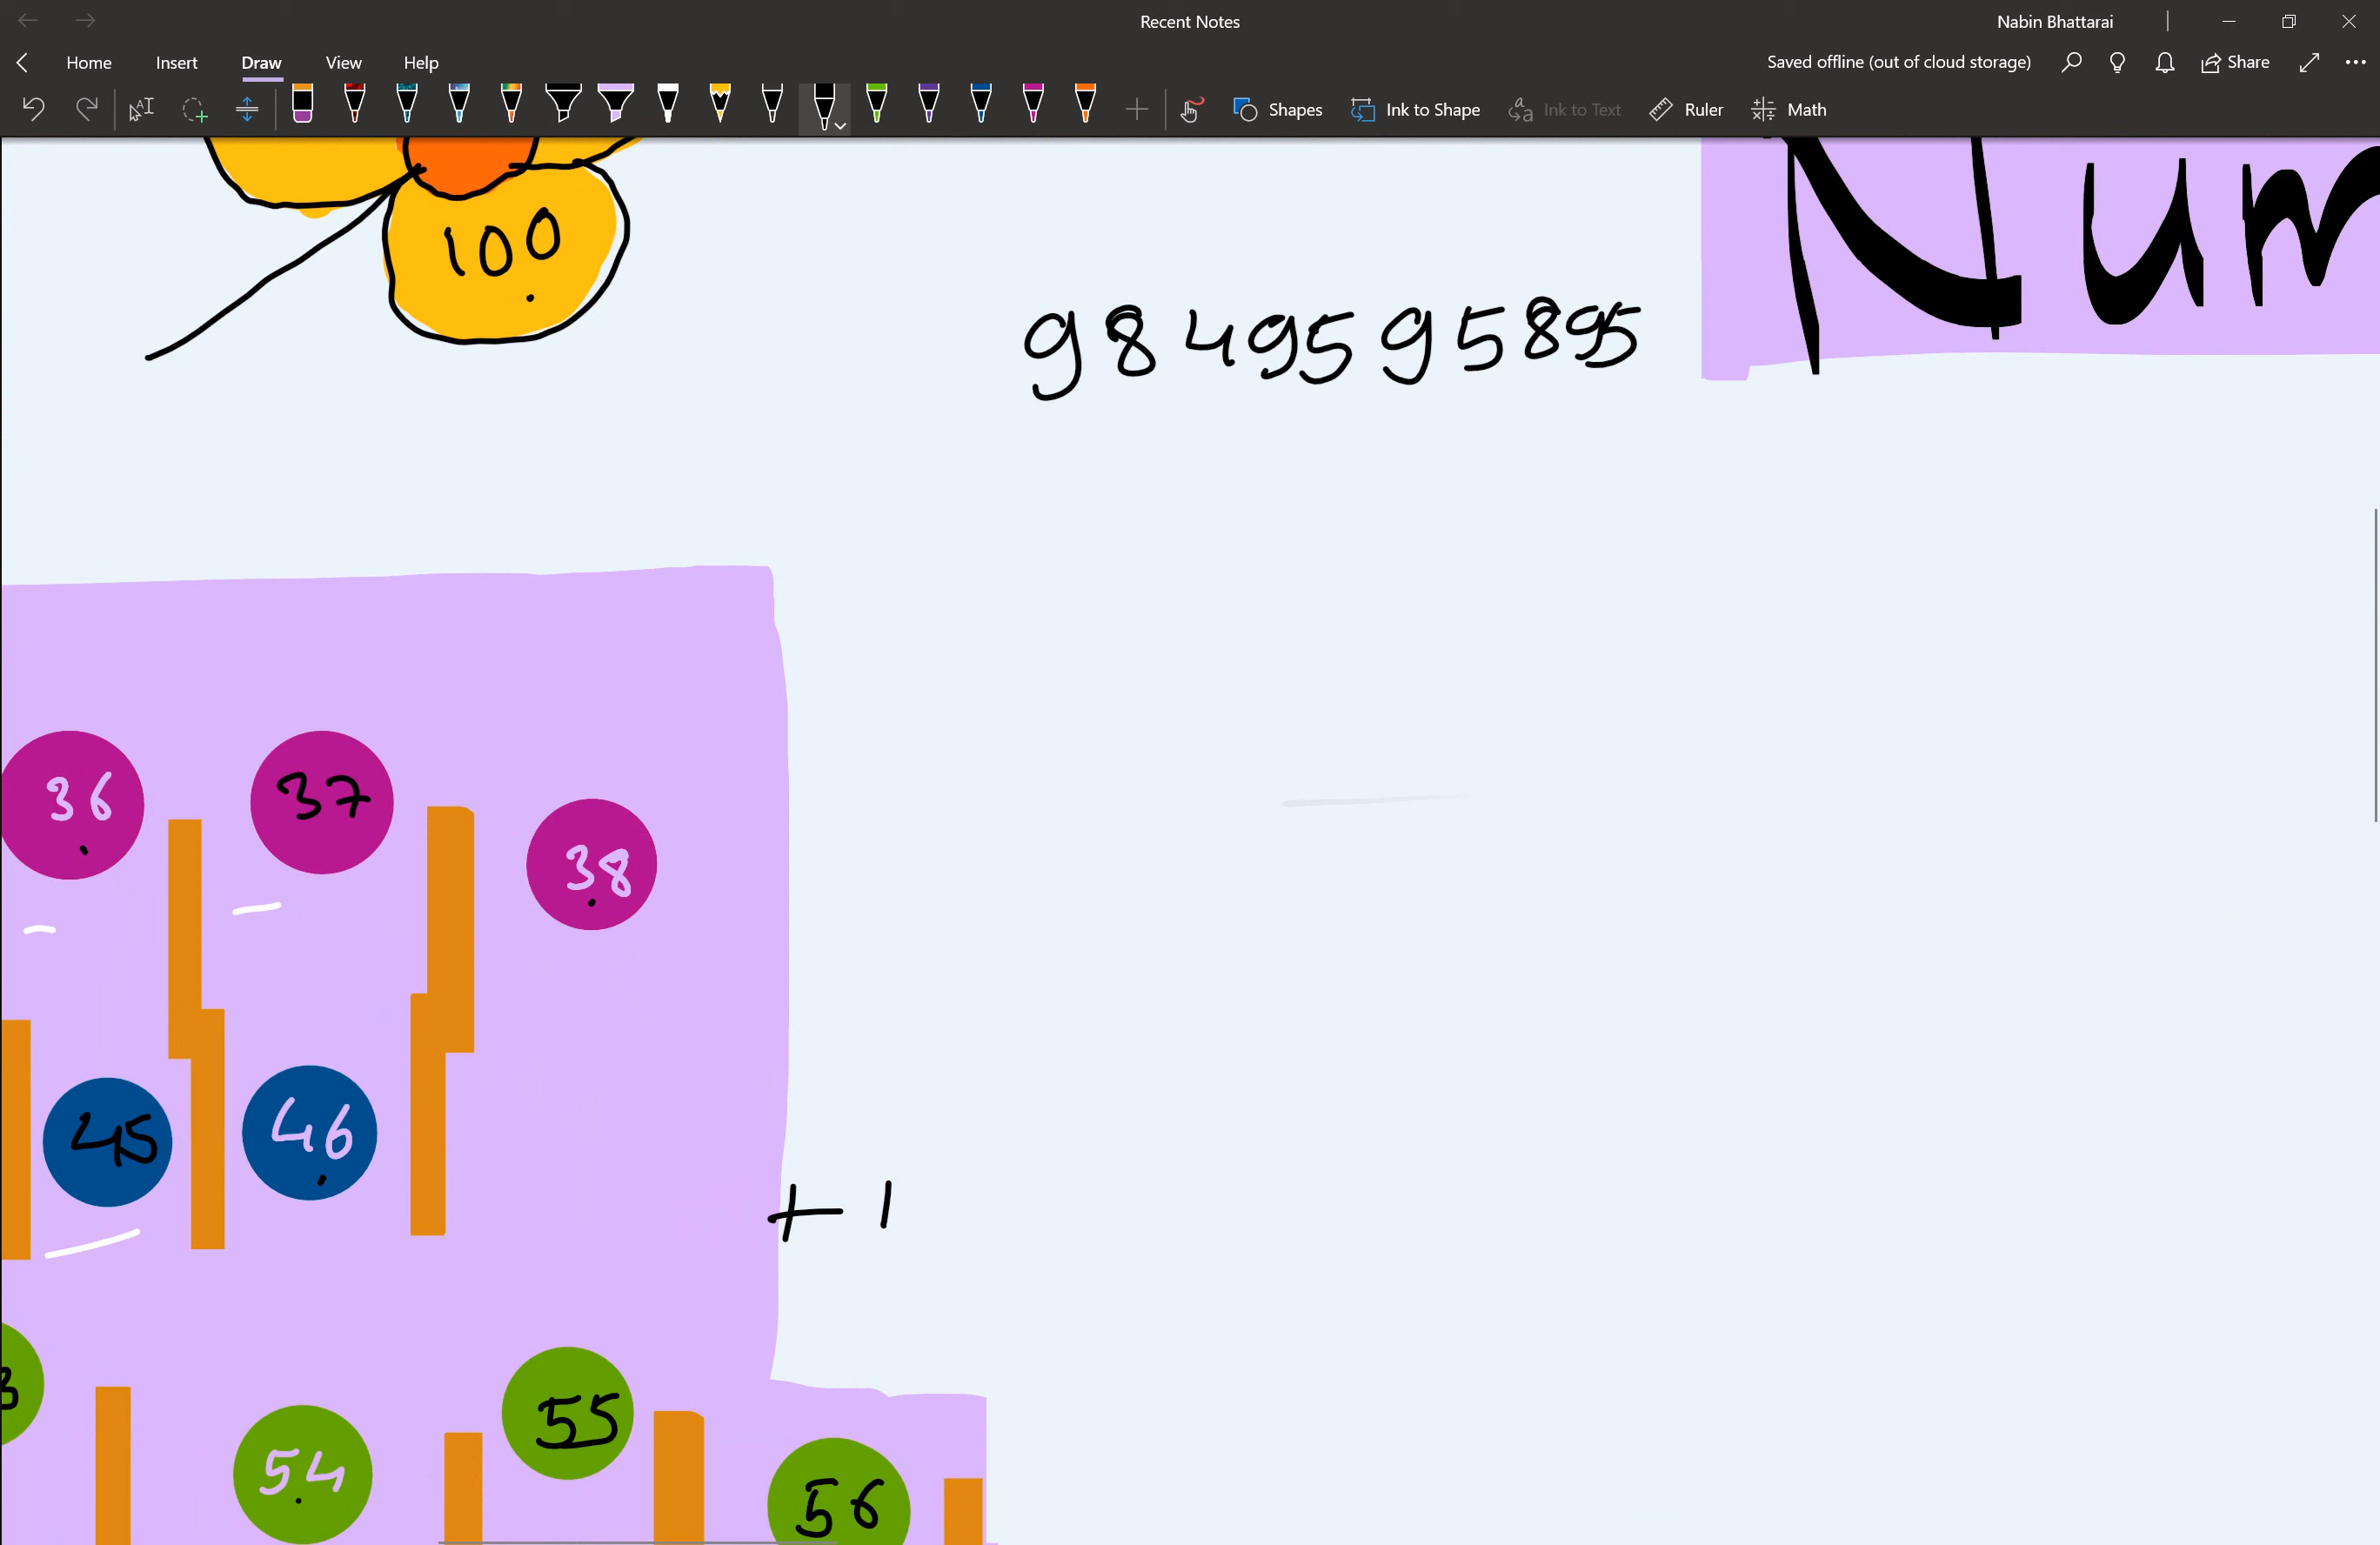 Recent Notes
Nabin Bhattarai
Home Insert Draw View Help
Saved offline (out of cloud storage)
Share
Shapes
Ink to Shape
Ink to Text
Ruler
Math
100
Num
9849595895
36
37
38
45
46
+ 1
55
54
56